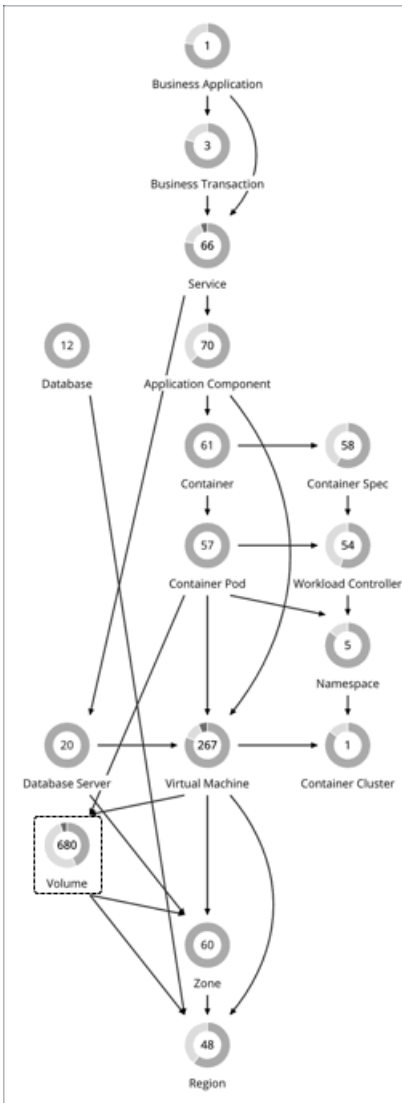 1
Business Application
3
Business Transaction
66
Service
12
Database
70
Application Component
61
Container
58
Container Spec
57
Container Pod
54
Workload Controller
5
Namespace
20
Database Server
267
Virtual Machine
1
Container Cluster
680
Volume
60
Zone
48
Region